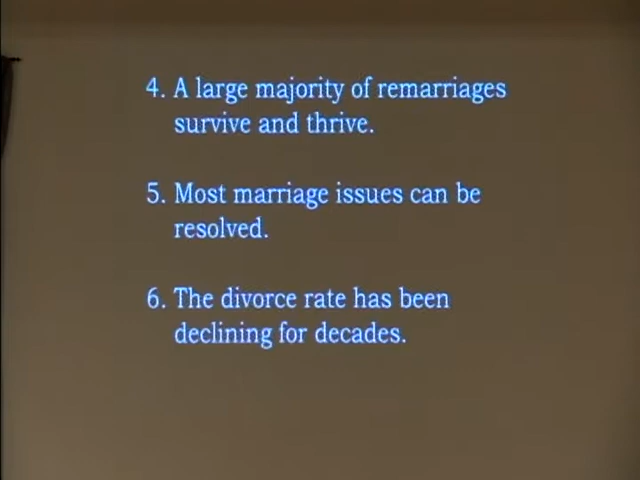 4. A large majority of remarriages
survive and thrive.
5. Most marriage issues can be
resolved.
6. The divorce rate has been
declining for decades.